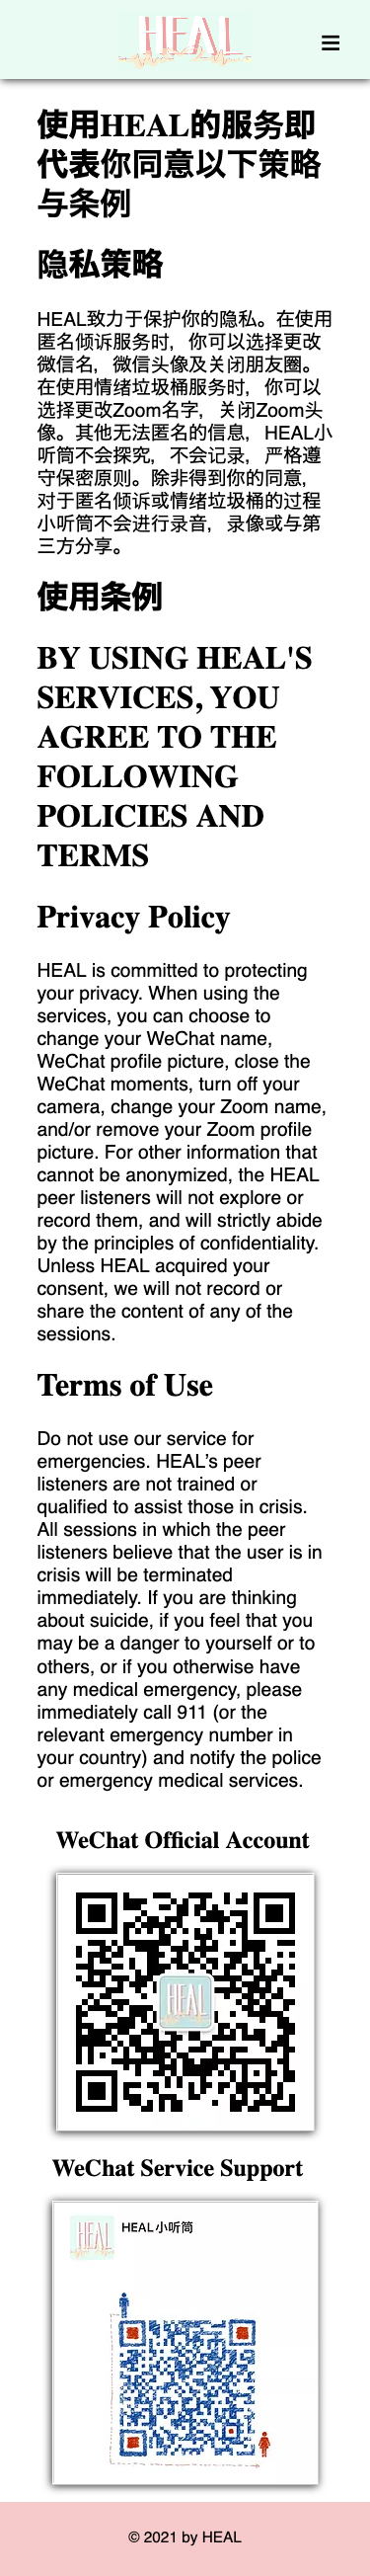 HEAL
使用HEAL的服务即
代表你同意以下策略
与条例
隐私策略
HEAL致力于保护你的隐私。在使用
匿名倾诉服务时，你可以选择更改
微信名，微信头像及关闭朋友圈。
在使用情绪垃圾桶服务时，你可以
选择更改Zoom名字，关闭Zoom头
像。其他无法匿名的信息，HEAL小
听筒不会探究，不会记录，严格遵
守保密原则。除非得到你的同意，
对于匿名倾诉或情绪垃圾桶的过程
小听筒不会进行录音，录像或与第
三方分享。
使用条例
BY USING HEAL'S
SERVICES, YOU
AGREE TO THE
FOLLOWING
POLICIES AND
TERMS
Privacy Policy
HEAL is committed to protecting
your privacy. When using the
services, you can choose to
change your WeChat name,
WeChat profile picture, close the
WeChat moments, turn off your
camera, change your Zoom name,
and/or remove your Zoom profile
picture. For other information that
cannot be anonymized, the HEAL
peer listeners will not explore or
record them, and will strictly abide
by the principles of confidentiality.
Unless HEAL acquired your
consent, we will not record or
share the content of any of the
sessions.
Terms of Use
Do not use our service for
emergencies. HEAL’s peer
listeners are not trained or
qualified to assist those in crisis.
All sessions in which the peer
listeners believe that the user is in
crisis will be terminated
immediately. If you are thinking
about suicide, if you feel that you
may be a danger to yourself or to
others, or if you otherwise have
any medical emergency, please
immediately call 911 (or the
relevant emergency number in
your country) and notify the police
or emergency medical services.
WeChat Official Account
HEAL
WeChat Service Support
HEAL
HEAL小听筒
© 2021 by HEAL